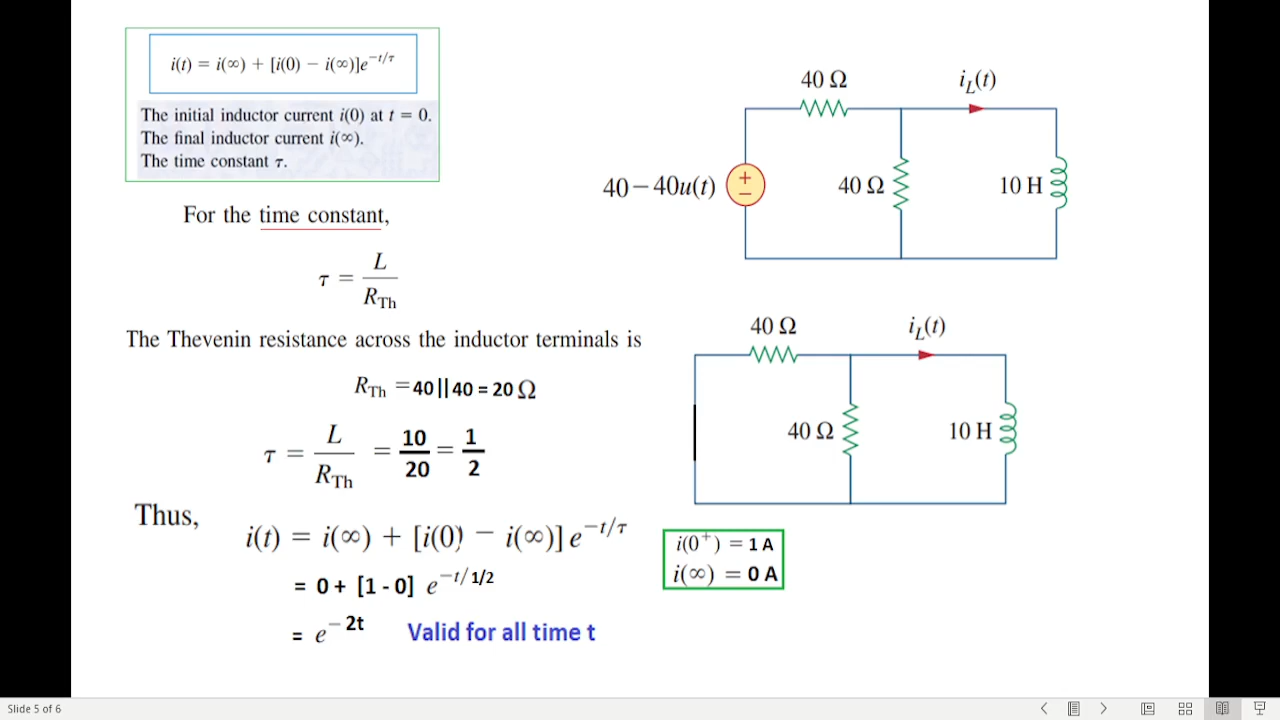 i(t) = i(∞) + [i(0) − i(∞)]e^−t/τ
The initial inductor current i(0) at t = 0.
The final inductor current i(∞).
The time constant τ.
For the time constant,
τ = L / R_Th
The Thevenin resistance across the inductor terminals is
R_Th = 40 || 40 = 20 Ω
τ = L / R_Th = 10 / 20 = 1 / 2
Thus,
i(t) = i(∞) + [i(0) − i(∞)] e^−t/τ
= 0 + [1 - 0] e^−t/ 1/2
= e^− 2t
Valid for all time t
40 Ω
i_L(t)
40 − 40u(t)
+
−
40 Ω
10 H
40 Ω
i_L(t)
40 Ω
10 H
i(0^+) = 1 A
i(∞) = 0 A
Slide 5 of 6